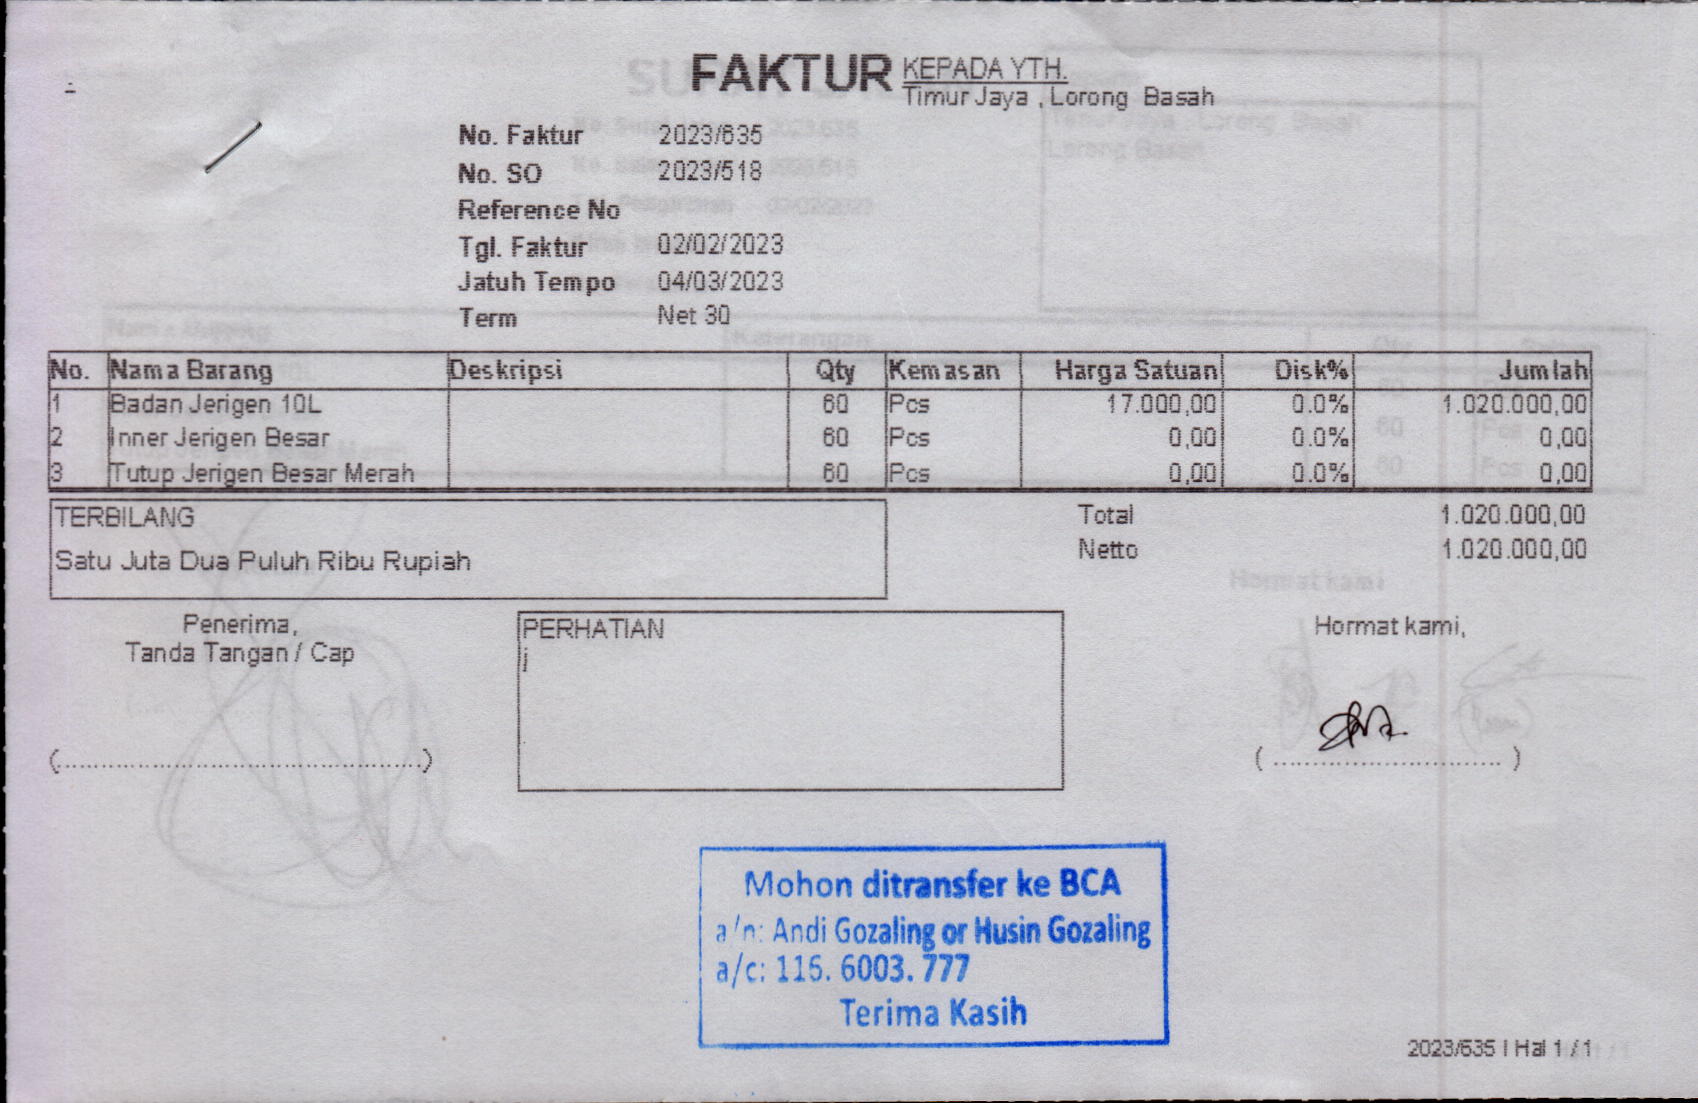 FAKTUR
KEPADA YTH.
Timur Jaya , Lorong Basah
No. Faktur 2023/635
No. SO 2023/518
Reference No
Tgl. Faktur 02/02/2023
Jatuh Tempo 04/03/2023
Term Net 30
No. Nama Barang Deskripsi Qty Kemasan Harga Satuan Disk% Jumlah
1 Badan Jerigen 10L 60 Pcs 17.000,00 0.0% 1.020.000,00
2 Inner Jerigen Besar 60 Pcs 0,00 0.0% 0,00
3 Tutup Jerigen Besar Merah 60 Pcs 0,00 0.0% 0,00
TERBILANG
Satu Juta Dua Puluh Ribu Rupiah
Total 1.020.000,00
Netto 1.020.000,00
Penerima,
Tanda Tangan / Cap
(..............................................)
PERHATIAN
j
Hormat kami,
( ............................. )
Mohon ditransfer ke BCA
a/n: Andi Gozaling or Husin Gozaling
a/c: 115. 6003. 777
Terima Kasih
2023/635 | Hal 1 / 1